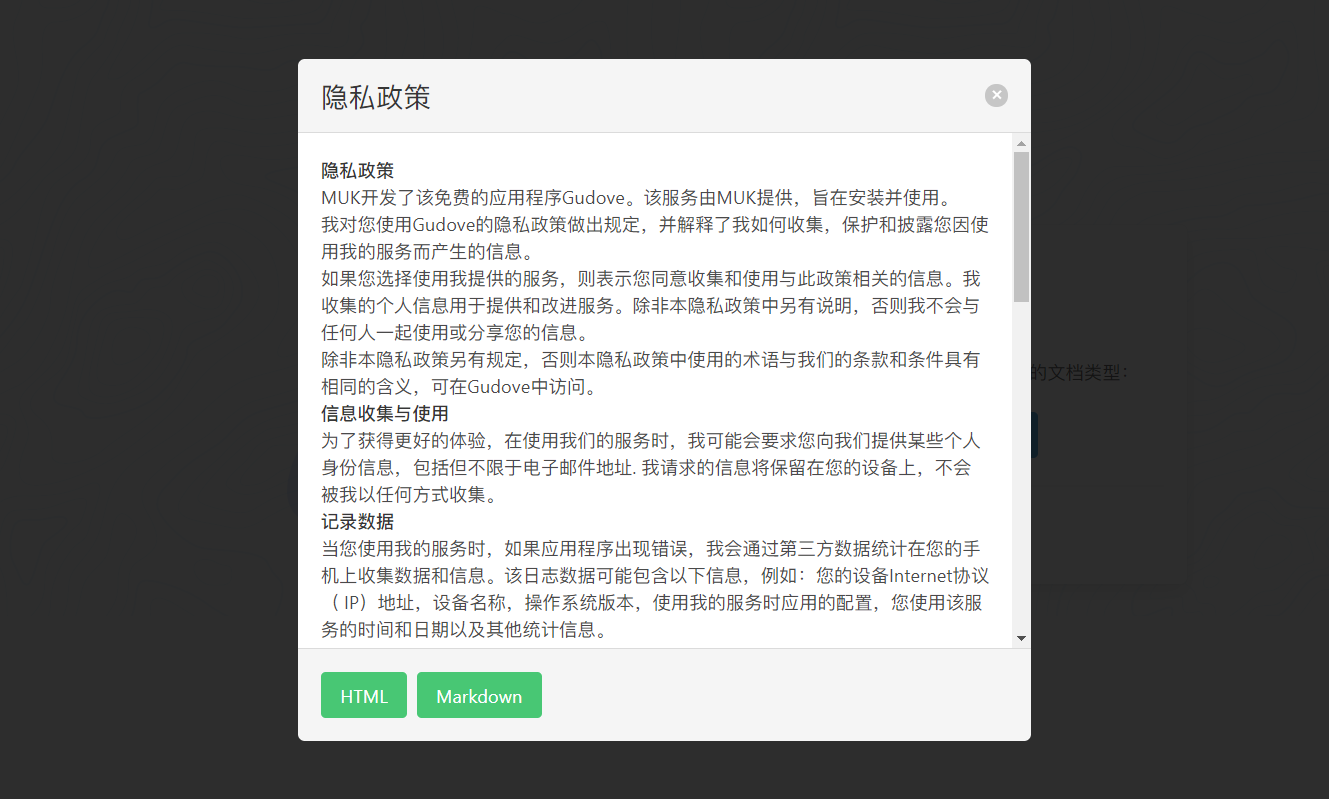 隐私政策
隐私政策
MUK开发了该免费的应用程序Gudove。该服务由MUK提供，旨在安装并使用。
我对您使用Gudove的隐私政策做出规定，并解释了我如何收集，保护和披露您因使
用我的服务而产生的信息。
如果您选择使用我提供的服务，则表示您同意收集和使用与此政策相关的信息。我
收集的个人信息用于提供和改进服务。除非本隐私政策中另有说明，否则我不会与
任何人一起使用或分享您的信息。
除非本隐私政策另有规定，否则本隐私政策中使用的术语与我们的条款和条件具有
相同的含义，可在Gudove中访问。
信息收集与使用
为了获得更好的体验，在使用我们的服务时，我可能会要求您向我们提供某些个人
身份信息，包括但不限于电子邮件地址. 我请求的信息将保留在您的设备上，不会
被我以任何方式收集。
记录数据
当您使用我的服务时，如果应用程序出现错误，我会通过第三方数据统计在您的手
机上收集数据和信息。该日志数据可能包含以下信息，例如：您的设备Internet协议
（ IP）地址，设备名称，操作系统版本，使用我的服务时应用的配置，您使用该服
务的时间和日期以及其他统计信息。
的文档类型：
HTML
Markdown